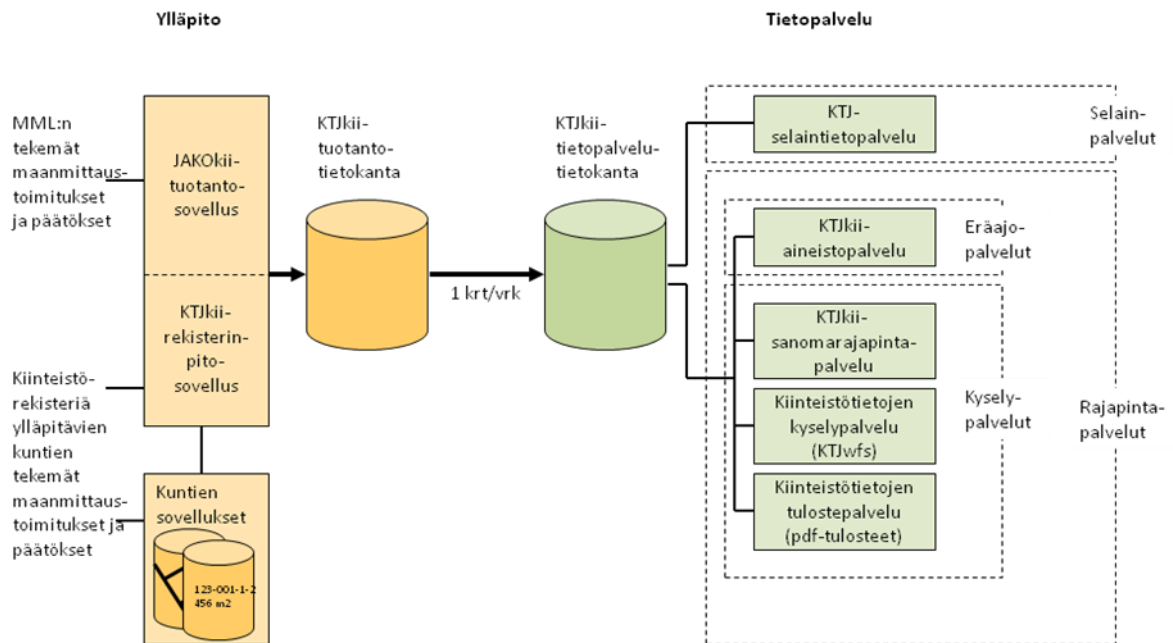 Ylläpito
Tietopalvelu
MML:n
tekemät
maanmittaus-
toimitukset
ja päätökset
JAKOkii-
tuotanto-
sovellus
KTJkii-
rekisterin-
pito-
sovellus
Kiinteistö-
rekisteriä
ylläpitävien
kuntien
tekemät
maanmittaus-
toimitukset ja
päätökset
Kuntien
sovellukset
123-001-1-2
456 m2
KTJkii-
tuotanto-
tietokanta
1 krt/vrk
KTJkii-
tietopalvelu-
tietokanta
KTJ-
selaintietopalvelu
Selain-
palvelut
KTJkii-
aineistopalvelu
Eräajo-
palvelut
KTJkii-
sanomarajapinta-
palvelu
Kiinteistötietojen
kyselypalvelu
(KTJwfs)
Kiinteistötietojen
tulostepalvelu
(pdf-tulosteet)
Kysely-
palvelut
Rajapinta-
palvelut